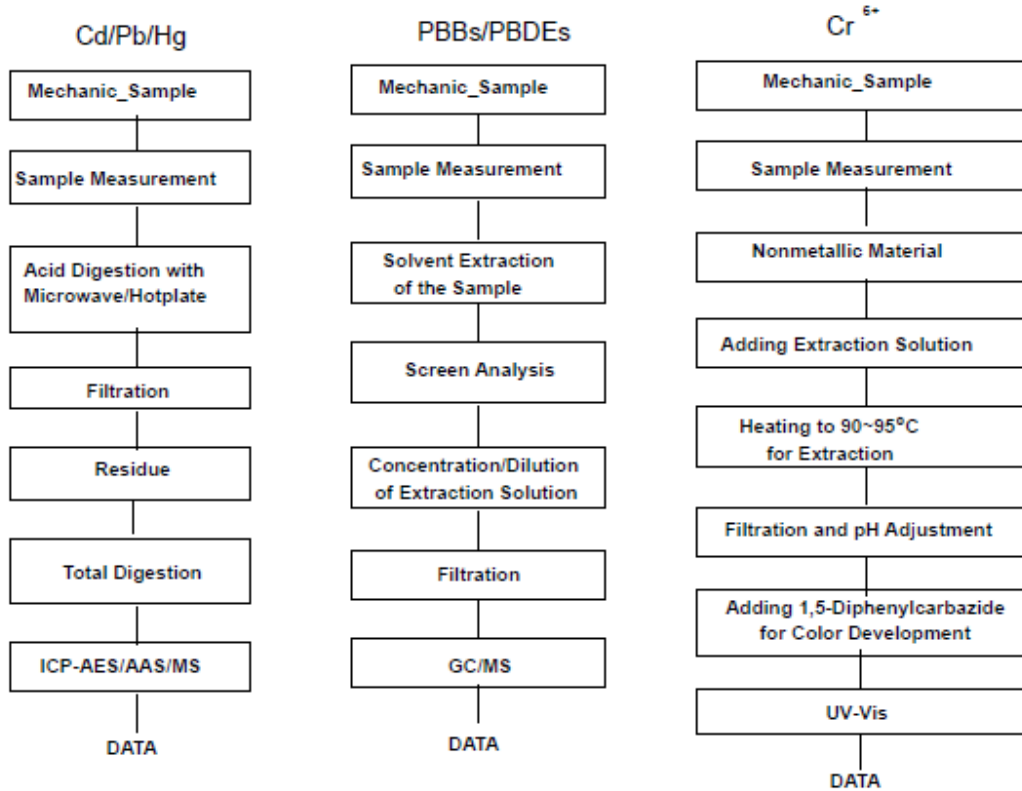 Cd/Pb/Hg
Mechanic_Sample
Sample Measurement
Acid Digestion with
Microwave/Hotplate
Filtration
Residue
Total Digestion
ICP-AES/AAS/MS
DATA
PBBs/PBDEs
Mechanic_Sample
Sample Measurement
Solvent Extraction
of the Sample
Screen Analysis
Concentration/Dilution
of Extraction Solution
Filtration
GC/MS
DATA
Cr 6+
Mechanic_Sample
Sample Measurement
Nonmetallic Material
Adding Extraction Solution
Heating to 90~95°C
for Extraction
Filtration and pH Adjustment
Adding 1,5-Diphenylcarbazide
for Color Development
UV-Vis
DATA